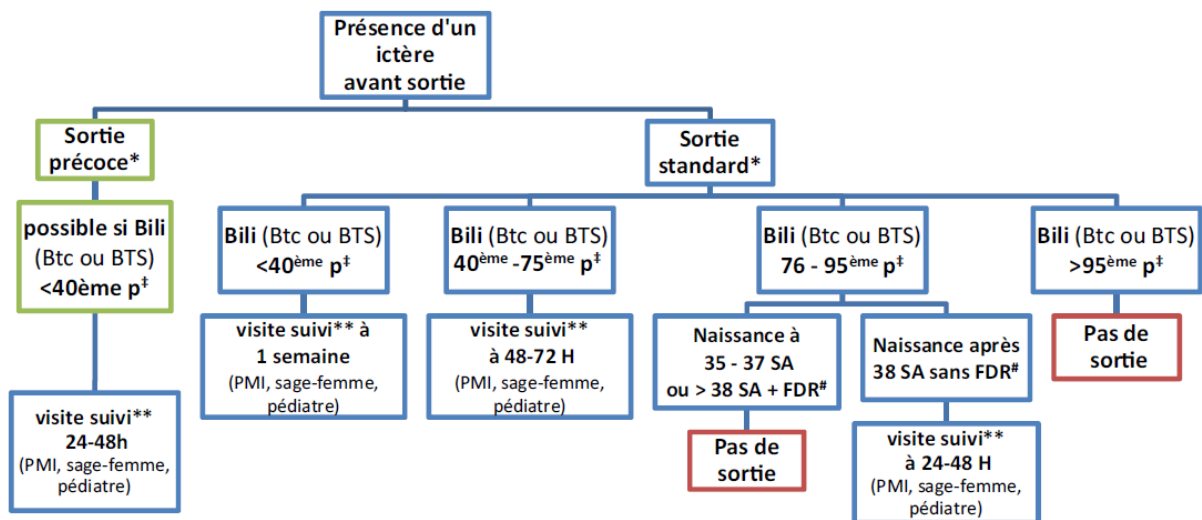 Présence d'un
ictère
avant sortie
Sortie
précoce*
Sortie
standard*
possible si Bili
(Btc ou BTS)
<40ème p‡
Bili (Btc ou BTS)
<40ème p‡
Bili (Btc ou BTS)
40ème -75ème p‡
Bili (Btc ou BTS)
76 - 95ème p‡
Bili (Btc ou BTS)
>95ème p‡
visite suivi**
24-48h
(PMI, sage-femme,
pédiatre)
visite suivi** à
1 semaine
(PMI, sage-femme,
pédiatre)
visite suivi**
à 48-72 H
(PMI, sage-femme,
pédiatre)
Naissance à
35 - 37 SA
ou > 38 SA + FDR#
Naissance après
38 SA sans FDR#
Pas de
sortie
Pas de
sortie
visite suivi**
à 24-48 H
(PMI, sage-femme,
pédiatre)